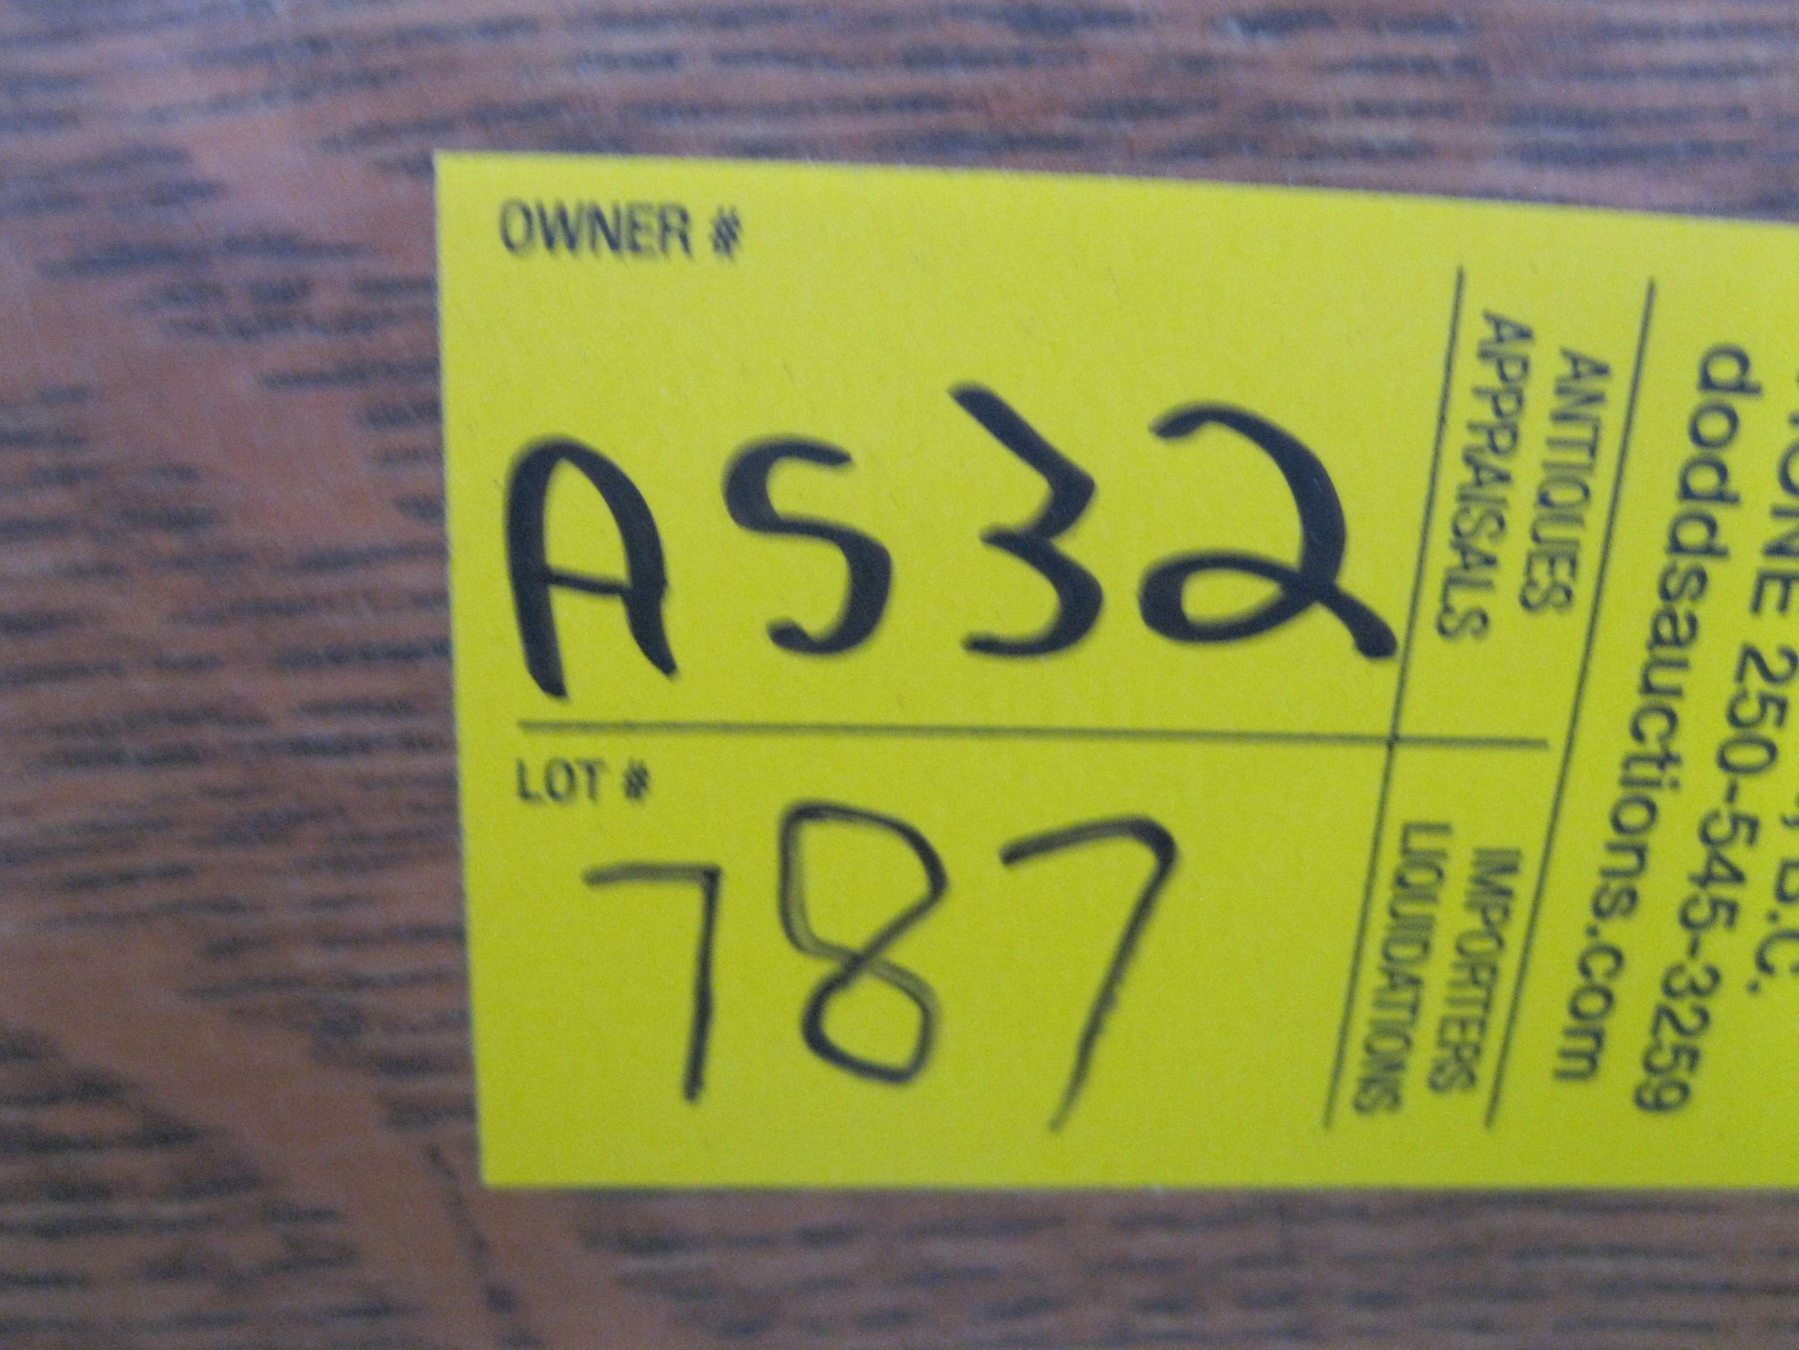 OWNER #
A532
LOT #
787
ANTIQUES
APPRAISALS
IMPORTERS
LIQUIDATIONS
B.C.
250-545-3259
doddsauctions.com